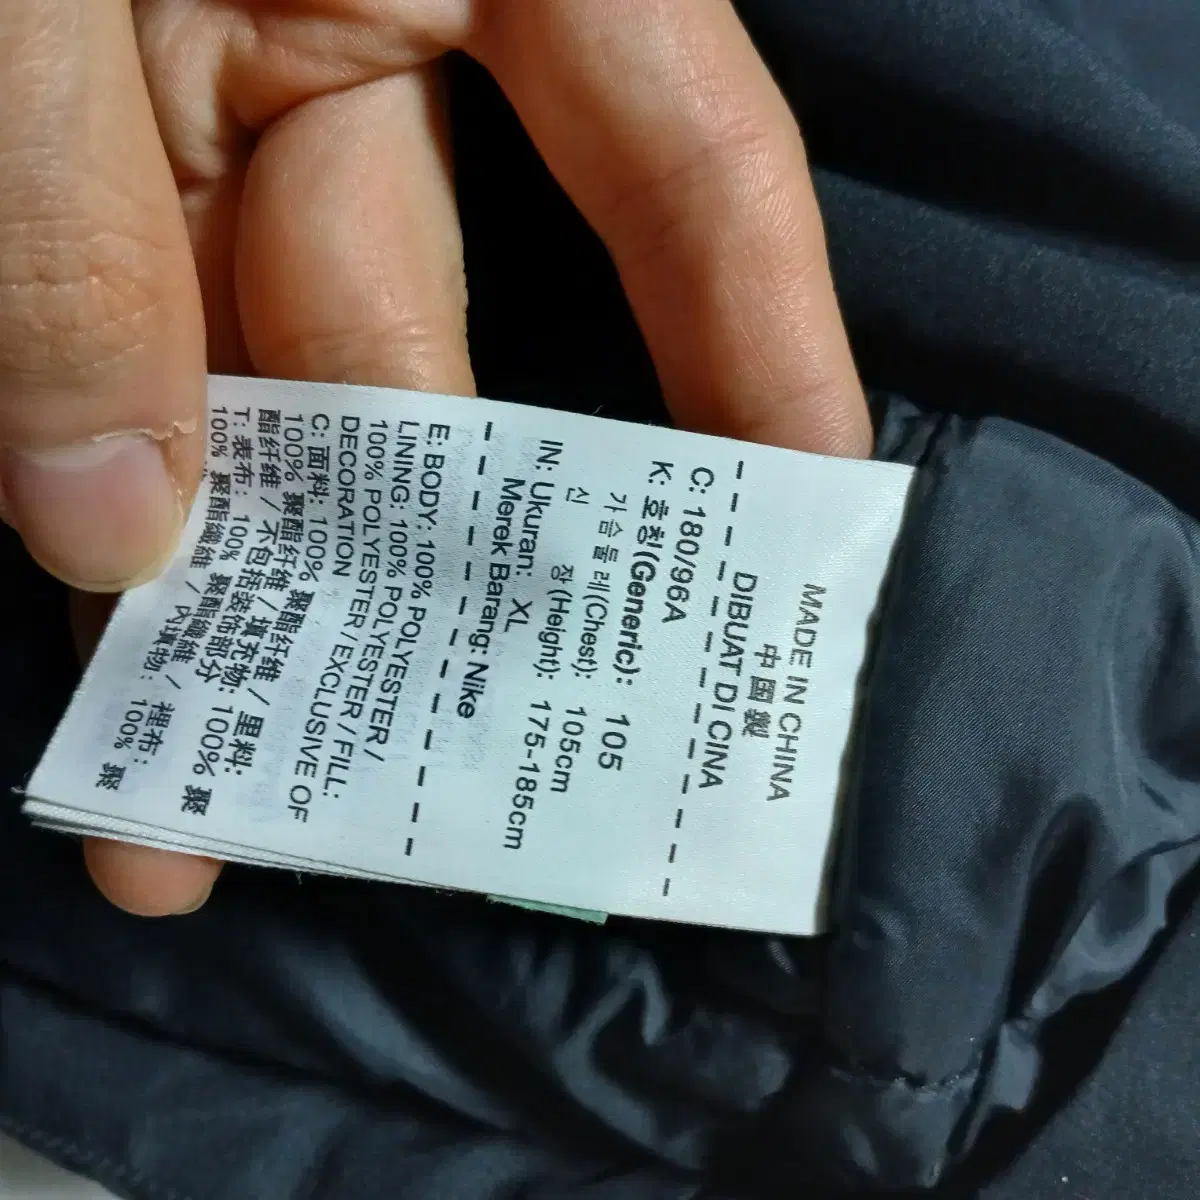 MADE IN CHINA
中国製
DIBUAT DI CINA
C: 180/96A
K: 호칭(Generic): 105
가슴둘레(Chest): 105cm
신 장(Height): 175-185cm
IN: Ukuran: XL
Merek Barang: Nike
E: BODY: 100% POLYESTER /
LINING: 100% POLYESTER /
100% POLYESTER / FILL:
DECORATION / EXCLUSIVE OF
C: 面料: 100% 聚酯纤维 / 里料:
100% 聚酯纤维 / 填充物: 100% 聚
酯纤维 / 不包括装饰部分
T: 表布: 100% 聚酯纖維 / 裡布:
100% 聚酯纖維 / 內填物: 100% 聚